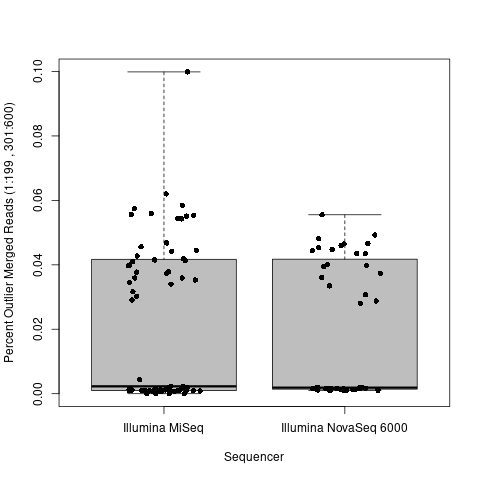 Percent Outlier Merged Reads (1:199 , 301:600)
0.10
0.08
0.06
0.04
0.02
0.00
Illumina MiSeq
Illumina NovaSeq 6000
Sequencer